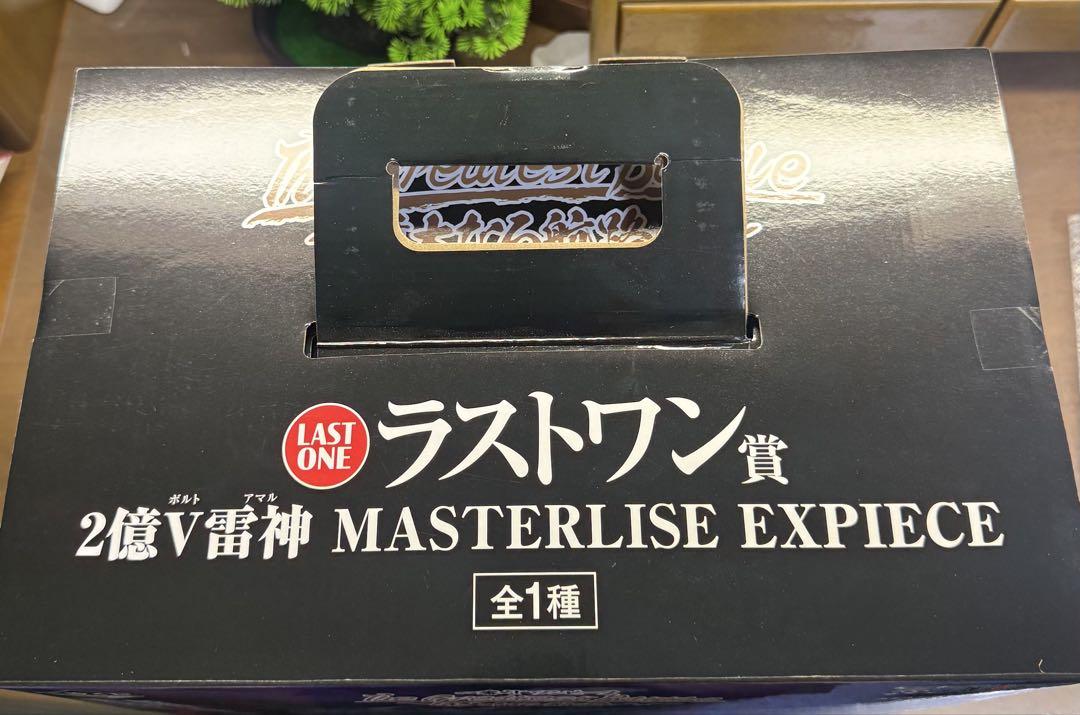 LAST
ONE
ラストワン賞
ボルト アマル
2億V雷神 MASTERLISE EXPIECE
全1種